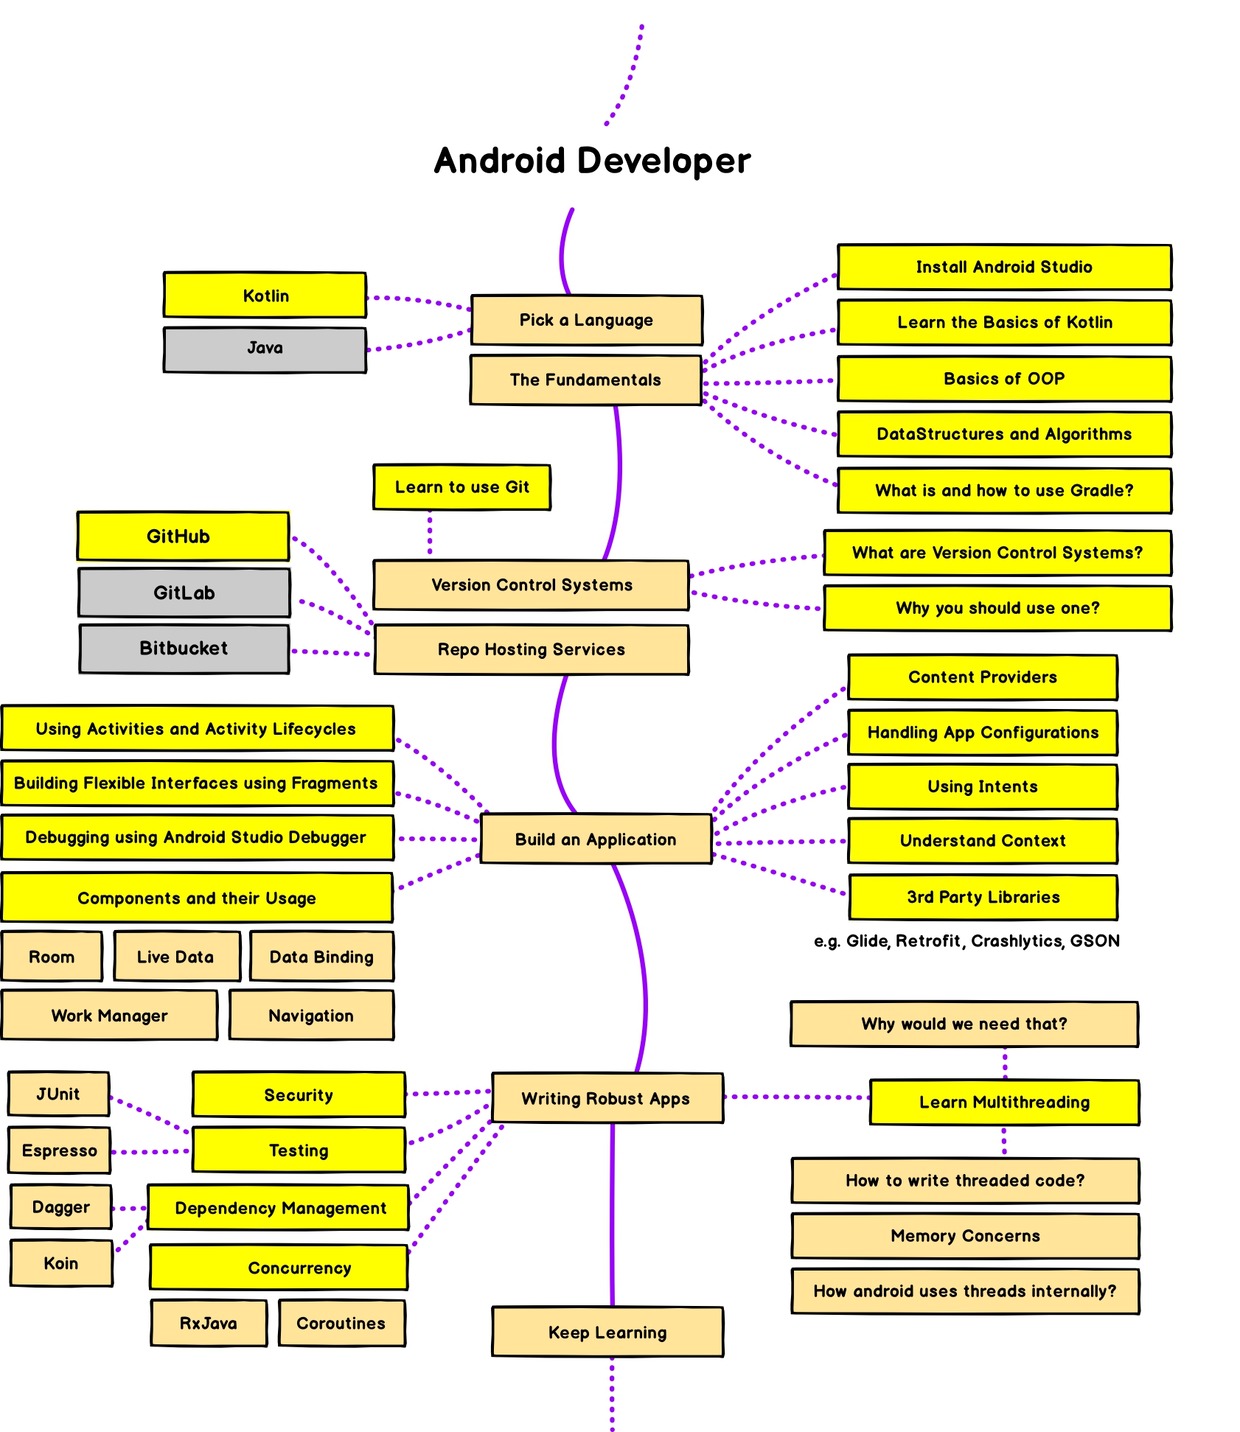 Android Developer
Kotlin
Java
Pick a Language
The Fundamentals
Install Android Studio
Learn the Basics of Kotlin
Basics of OOP
DataStructures and Algorithms
What is and how to use Gradle?
Learn to use Git
GitHub
GitLab
Bitbucket
Version Control Systems
Repo Hosting Services
What are Version Control Systems?
Why you should use one?
Using Activities and Activity Lifecycles
Building Flexible Interfaces using Fragments
Debugging using Android Studio Debugger
Components and their Usage
Room
Live Data
Data Binding
Work Manager
Navigation
Build an Application
Content Providers
Handling App Configurations
Using Intents
Understand Context
3rd Party Libraries
e.g. Glide, Retrofit, Crashlytics, GSON
JUnit
Espresso
Dagger
Koin
Security
Testing
Dependency Management
Concurrency
RxJava
Coroutines
Writing Robust Apps
Why would we need that?
Learn Multithreading
How to write threaded code?
Memory Concerns
How android uses threads internally?
Keep Learning